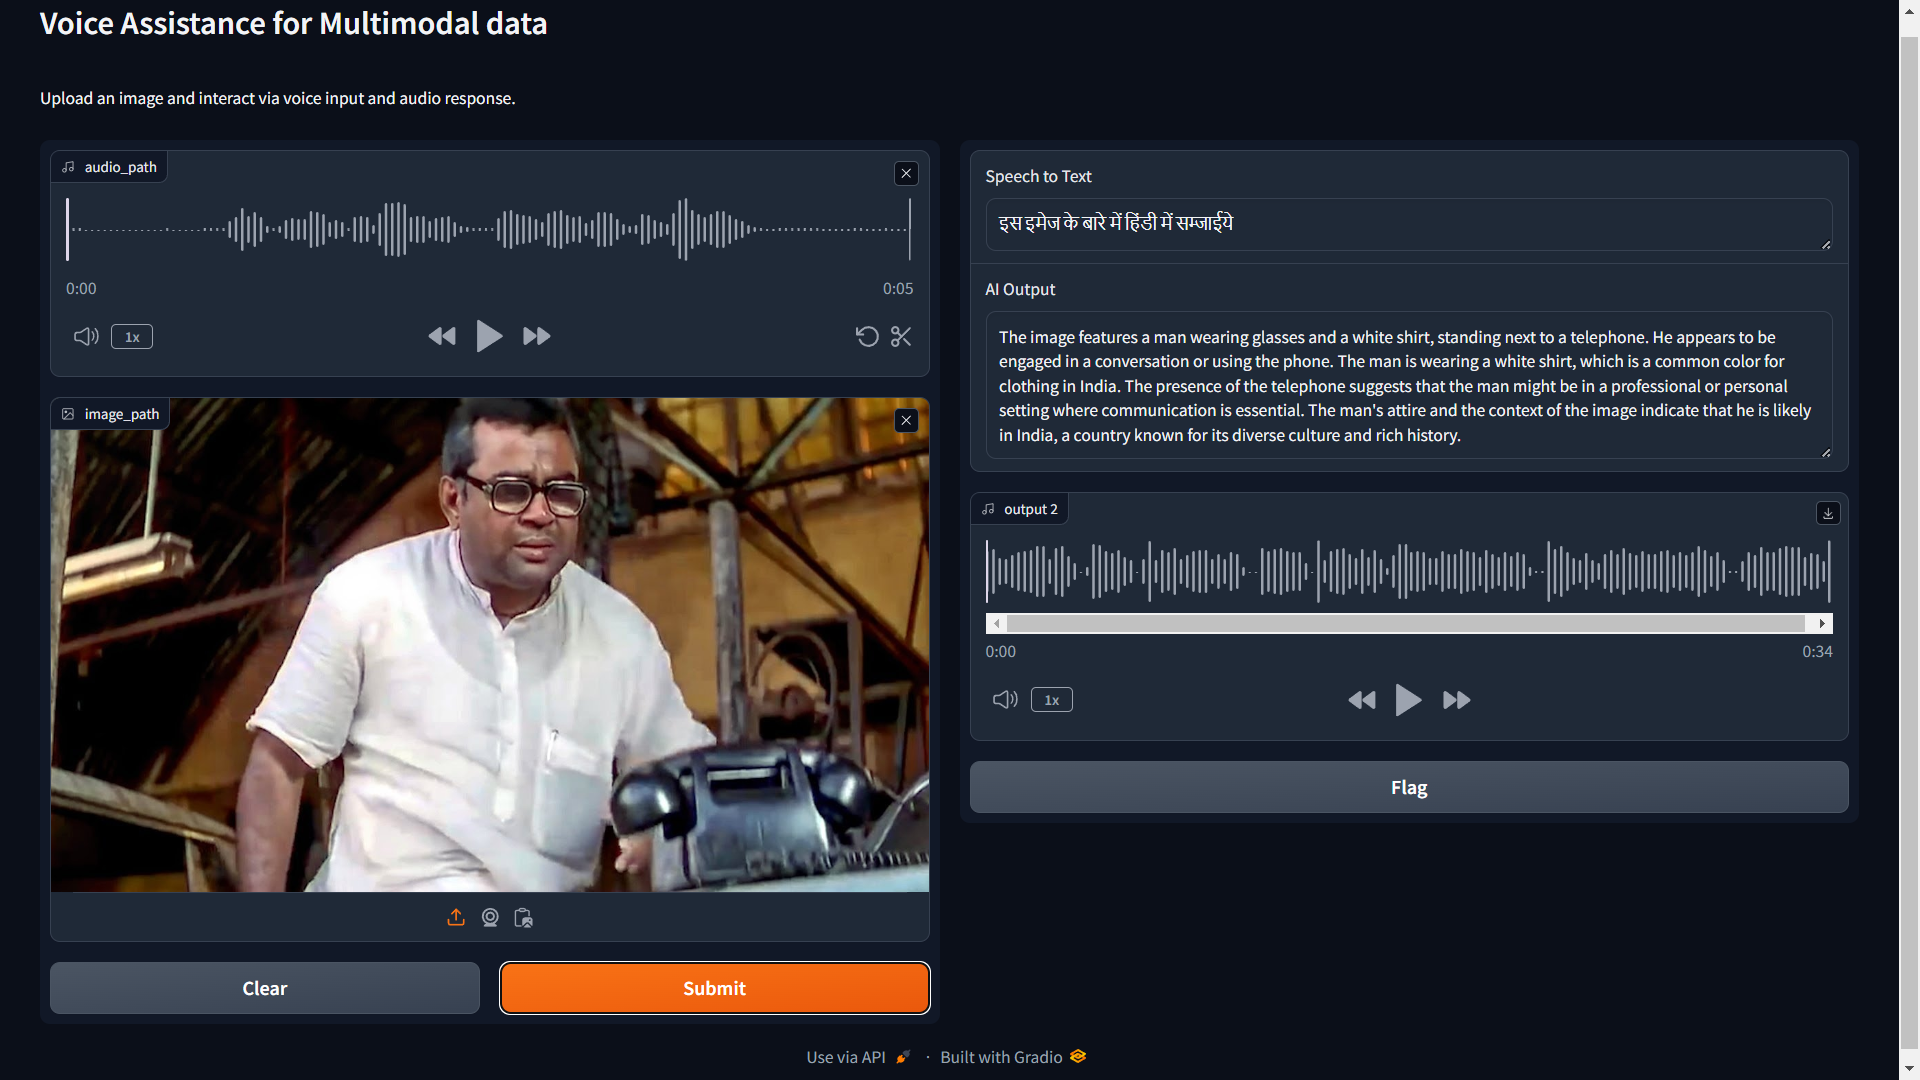 Voice Assistance for Multimodal data
Upload an image and interact via voice input and audio response.
audio_path
0:00
0:05
1x
image_path
Clear
Submit
Speech to Text
इस इमेज के बारे में हिंडी में सम्जाईये
AI Output
The image features a man wearing glasses and a white shirt, standing next to a telephone. He appears to be
engaged in a conversation or using the phone. The man is wearing a white shirt, which is a common color for
clothing in India. The presence of the telephone suggests that the man might be in a professional or personal
setting where communication is essential. The man's attire and the context of the image indicate that he is likely
in India, a country known for its diverse culture and rich history.
output 2
0:00
0:34
1x
Flag
Use via API · Built with Gradio